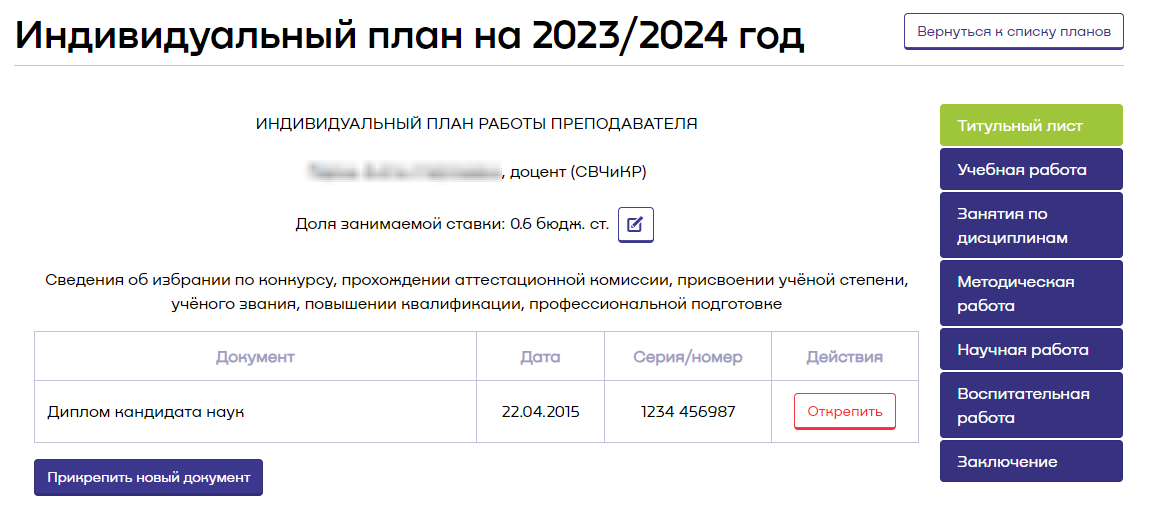 Индивидуальный план на 2023/2024 год
Вернуться к списку планов
ИНДИВИДУАЛЬНЫЙ ПЛАН РАБОТЫ ПРЕПОДАВАТЕЛЯ
, доцент (СВЧиКР)
Доля занимаемой ставки: 0.6 бюдж. ст.
Сведения об избрании по конкурсу, прохождении аттестационной комиссии, присвоении учёной степени,
учёного звания, повышении квалификации, профессиональной подготовке
Документ Дата Серия/номер Действия
Диплом кандидата наук 22.04.2015 1234 456987 Открепить
Прикрепить новый документ
Титульный лист
Учебная работа
Занятия по
дисциплинам
Методическая
работа
Научная работа
Воспитательная
работа
Заключение